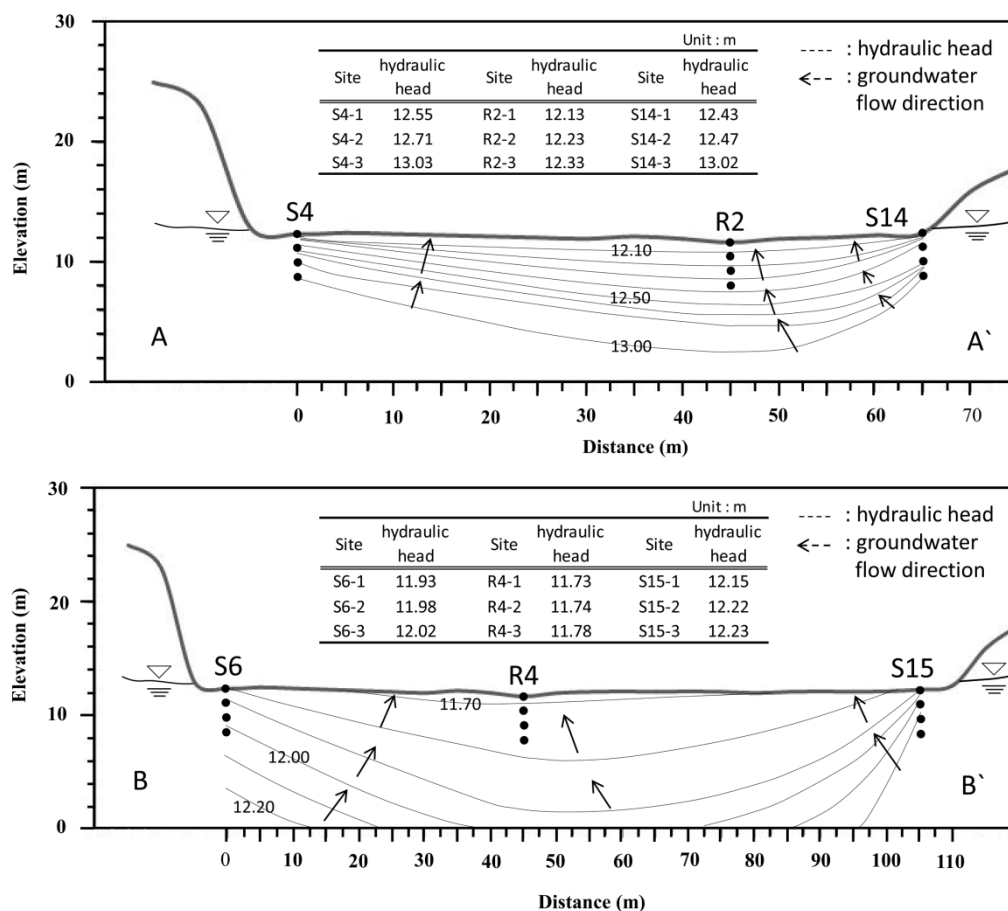 30
20
10
0
Elevation (m)
Unit : m
Site hydraulic head Site hydraulic head Site hydraulic head
S4-1 12.55 R2-1 12.13 S14-1 12.43
S4-2 12.71 R2-2 12.23 S14-2 12.47
S4-3 13.03 R2-3 12.33 S14-3 13.02
: hydraulic head
: groundwater
flow direction
S4
R2
S14
12.10
12.50
13.00
A
A`
0 10 20 30 40 50 60 70
Distance (m)
30
20
10
0
Elevation (m)
Unit : m
Site hydraulic head Site hydraulic head Site hydraulic head
S6-1 11.93 R4-1 11.73 S15-1 12.15
S6-2 11.98 R4-2 11.74 S15-2 12.22
S6-3 12.02 R4-3 11.78 S15-3 12.23
: hydraulic head
: groundwater
flow direction
S6
R4
S15
11.70
12.00
12.20
B
B`
0 10 20 30 40 50 60 70 80 90 100 110
Distance (m)